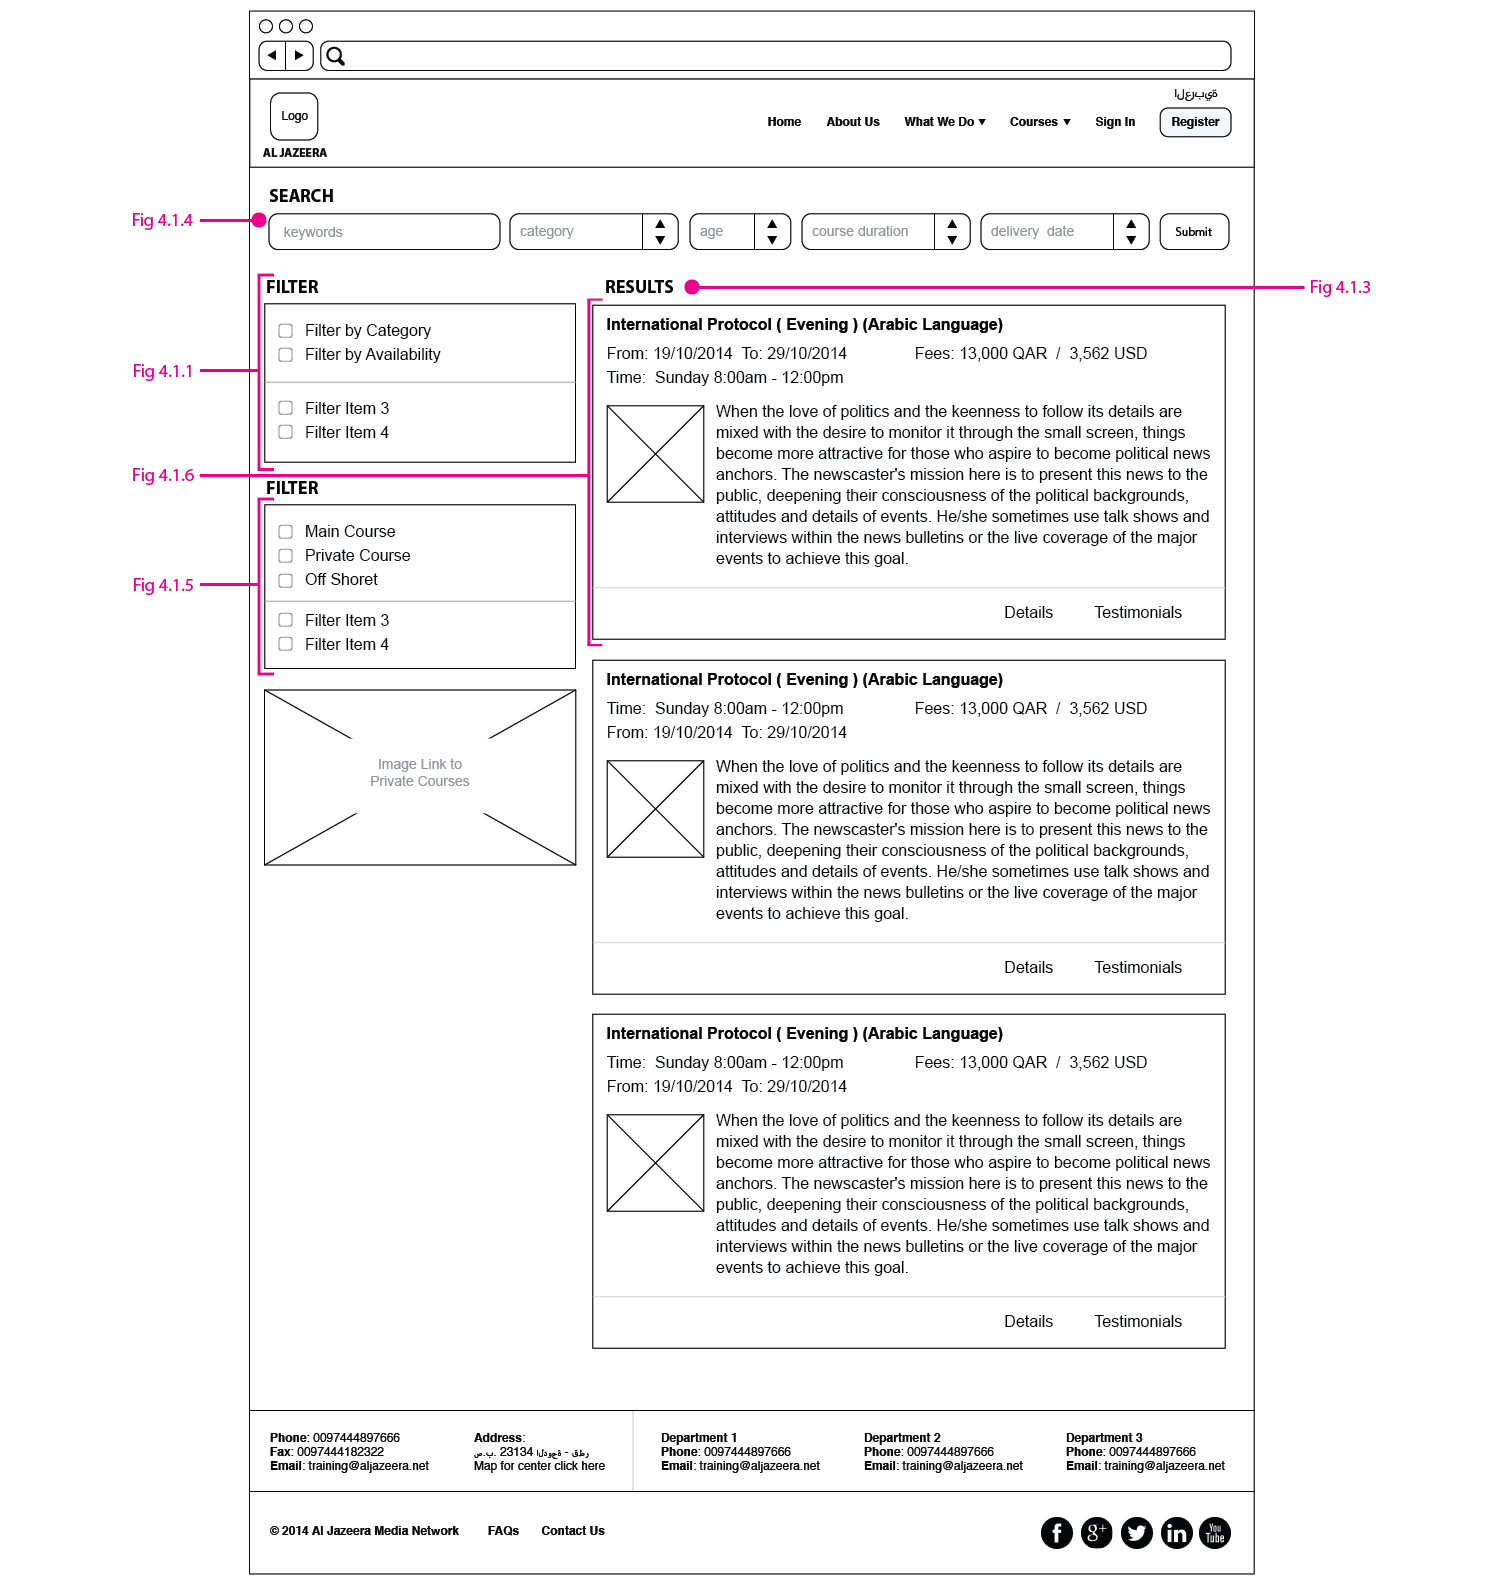 العربية
Logo
AL JAZEERA
Home About Us What We Do Courses Sign In Register
SEARCH
Fig 4.1.4
keywords category age course duration delivery date Submit
FILTER
Filter by Category
Filter by Availability
Fig 4.1.1
Filter Item 3
Filter Item 4
Fig 4.1.6
FILTER
Main Course
Private Course
Off Shoret
Fig 4.1.5
Filter Item 3
Filter Item 4
Image Link to
Private Courses
RESULTS
Fig 4.1.3
International Protocol ( Evening ) (Arabic Language)
From: 19/10/2014 To: 29/10/2014 Fees: 13,000 QAR / 3,562 USD
Time: Sunday 8:00am - 12:00pm
When the love of politics and the keenness to follow its details are
mixed with the desire to monitor it through the small screen, things
become more attractive for those who aspire to become political news
anchors. The newscaster's mission here is to present this news to the
public, deepening their consciousness of the political backgrounds,
attitudes and details of events. He/she sometimes use talk shows and
interviews within the news bulletins or the live coverage of the major
events to achieve this goal.
Details Testimonials
International Protocol ( Evening ) (Arabic Language)
Time: Sunday 8:00am - 12:00pm Fees: 13,000 QAR / 3,562 USD
From: 19/10/2014 To: 29/10/2014
When the love of politics and the keenness to follow its details are
mixed with the desire to monitor it through the small screen, things
become more attractive for those who aspire to become political news
anchors. The newscaster's mission here is to present this news to the
public, deepening their consciousness of the political backgrounds,
attitudes and details of events. He/she sometimes use talk shows and
interviews within the news bulletins or the live coverage of the major
events to achieve this goal.
Details Testimonials
International Protocol ( Evening ) (Arabic Language)
Time: Sunday 8:00am - 12:00pm Fees: 13,000 QAR / 3,562 USD
From: 19/10/2014 To: 29/10/2014
When the love of politics and the keenness to follow its details are
mixed with the desire to monitor it through the small screen, things
become more attractive for those who aspire to become political news
anchors. The newscaster's mission here is to present this news to the
public, deepening their consciousness of the political backgrounds,
attitudes and details of events. He/she sometimes use talk shows and
interviews within the news bulletins or the live coverage of the major
events to achieve this goal.
Details Testimonials
Phone: 0097444897666
Fax: 0097444182322
Email: training@aljazeera.net
Address:
ص.ب. 23134 الدوحة - قطر
Map for center click here
Department 1
Phone: 0097444897666
Email: training@aljazeera.net
Department 2
Phone: 0097444897666
Email: training@aljazeera.net
Department 3
Phone: 0097444897666
Email: training@aljazeera.net
© 2014 Al Jazeera Media Network FAQs Contact Us
f g+ in You Tube